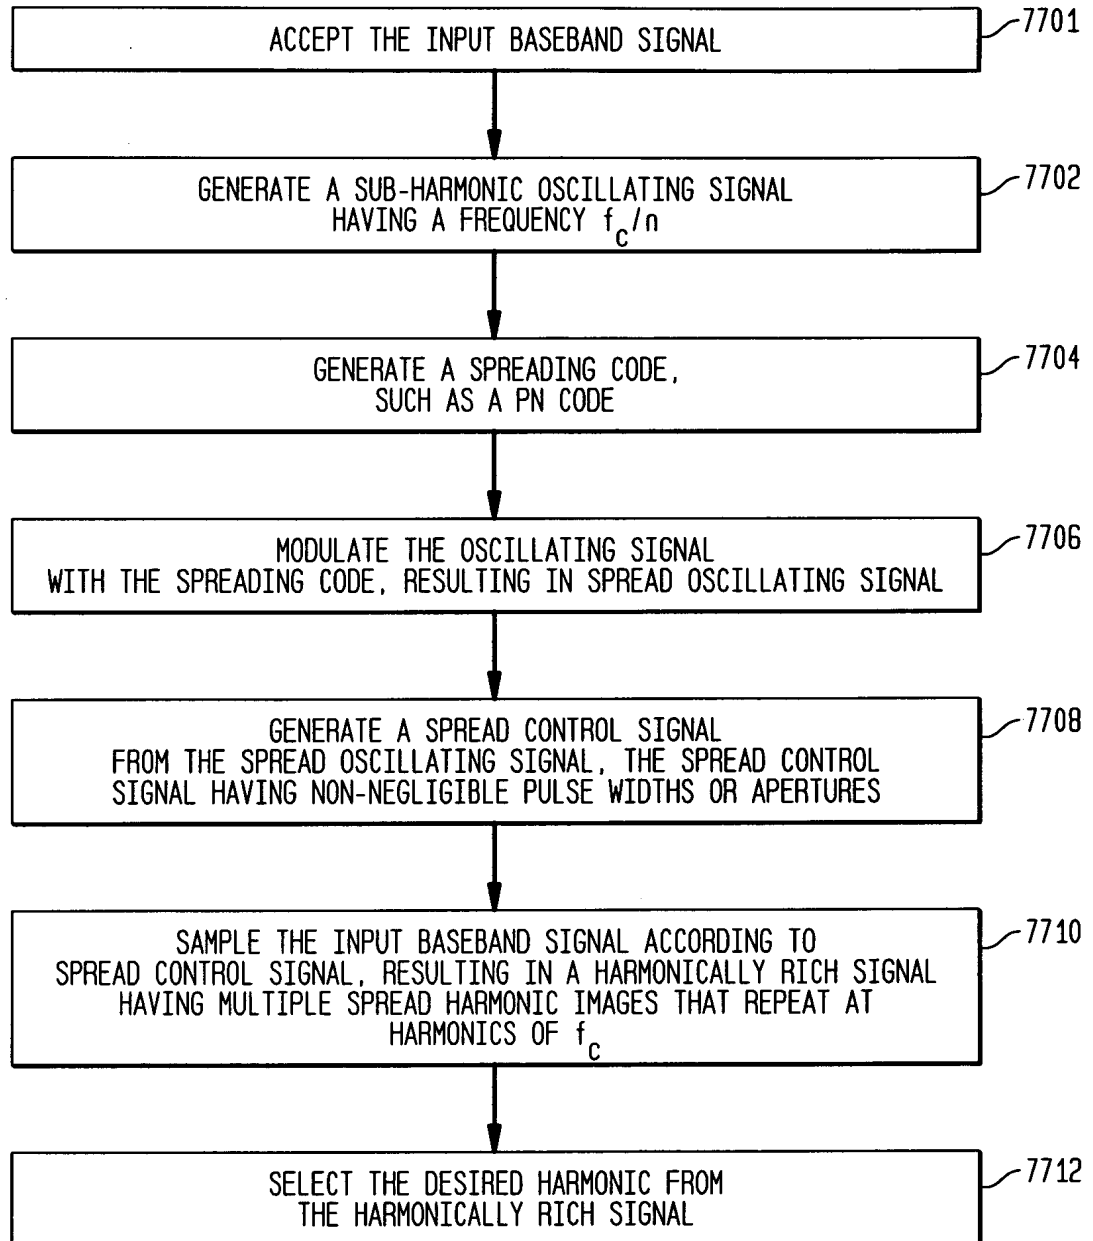 ACCEPT THE INPUT BASEBAND SIGNAL
7701
GENERATE A SUB-HARMONIC OSCILLATING SIGNAL
HAVING A FREQUENCY f_c/n
7702
GENERATE A SPREADING CODE,
SUCH AS A PN CODE
7704
MODULATE THE OSCILLATING SIGNAL
WITH THE SPREADING CODE, RESULTING IN SPREAD OSCILLATING SIGNAL
7706
GENERATE A SPREAD CONTROL SIGNAL
FROM THE SPREAD OSCILLATING SIGNAL, THE SPREAD CONTROL
SIGNAL HAVING NON-NEGLIGIBLE PULSE WIDTHS OR APERTURES
7708
SAMPLE THE INPUT BASEBAND SIGNAL ACCORDING TO
SPREAD CONTROL SIGNAL, RESULTING IN A HARMONICALLY RICH SIGNAL
HAVING MULTIPLE SPREAD HARMONIC IMAGES THAT REPEAT AT
HARMONICS OF f_c
7710
SELECT THE DESIRED HARMONIC FROM
THE HARMONICALLY RICH SIGNAL
7712